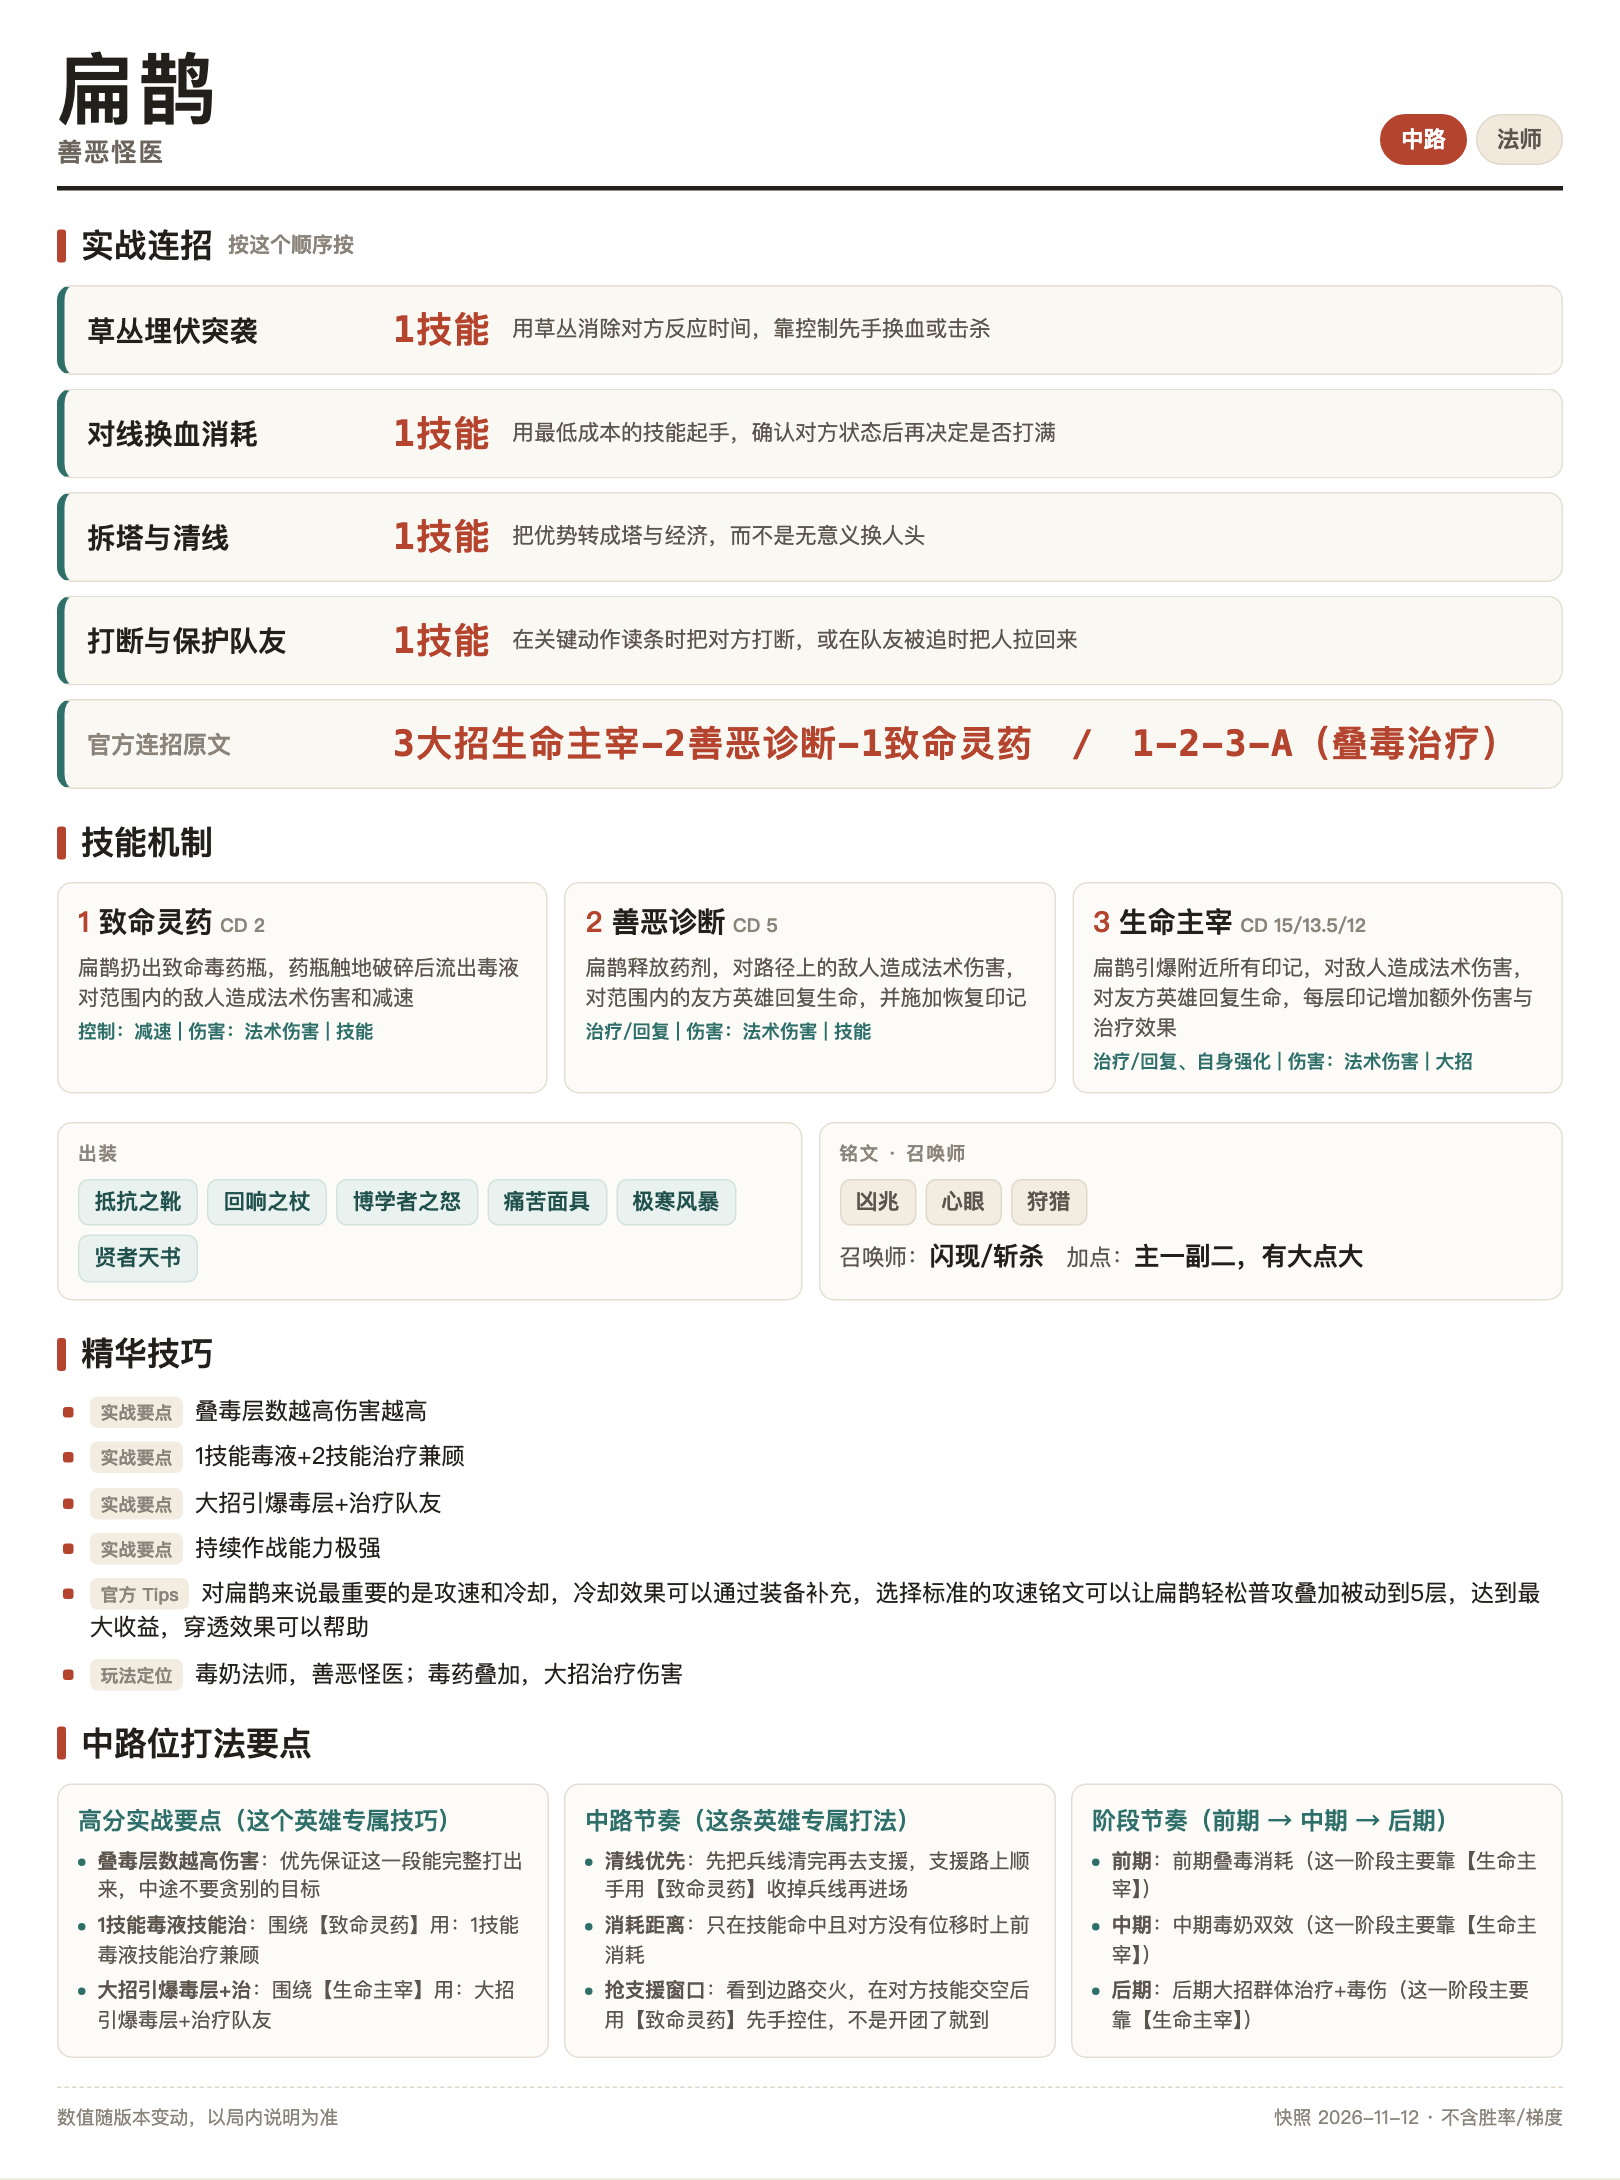 扁鹊
善恶怪医
中路
法师
实战连招 按这个顺序按
草丛埋伏突袭 1技能 用草丛消除对方反应时间，靠控制先手换血或击杀
对线换血消耗 1技能 用最低成本的技能起手，确认对方状态后再决定是否打满
拆塔与清线 1技能 把优势转成塔与经济，而不是无意义换人头
打断与保护队友 1技能 在关键动作读条时把对方打断，或在队友被追时把人拉回来
官方连招原文 3大招生命主宰–2善恶诊断–1致命灵药 / 1–2–3–A（叠毒治疗）
技能机制
1 致命灵药 CD 2
扁鹊扔出致命毒药瓶，药瓶触地破碎后流出毒液
对范围内的敌人造成法术伤害和减速
控制：减速 | 伤害：法术伤害 | 技能
2 善恶诊断 CD 5
扁鹊释放药剂，对路径上的敌人造成法术伤害，
对范围内的友方英雄回复生命，并施加恢复印记
治疗/回复 | 伤害：法术伤害 | 技能
3 生命主宰 CD 15/13.5/12
扁鹊引爆附近所有印记，对敌人造成法术伤害，
对友方英雄回复生命，每层印记增加额外伤害与
治疗效果
治疗/回复、自身强化 | 伤害：法术伤害 | 大招
出装
抵抗之靴 回响之杖 博学者之怒 痛苦面具 极寒风暴
贤者天书
铭文 · 召唤师
凶兆 心眼 狩猎
召唤师：闪现/斩杀 加点：主一副二，有大点大
精华技巧
实战要点 叠毒层数越高伤害越高
实战要点 1技能毒液+2技能治疗兼顾
实战要点 大招引爆毒层+治疗队友
实战要点 持续作战能力极强
官方 Tips 对扁鹊来说最重要的是攻速和冷却，冷却效果可以通过装备补充，选择标准的攻速铭文可以让扁鹊轻松普攻叠加被动到5层，达到最
大收益，穿透效果可以帮助
玩法定位 毒奶法师，善恶怪医；毒药叠加，大招治疗伤害
中路位打法要点
高分实战要点（这个英雄专属技巧）
叠毒层数越高伤害：优先保证这一段能完整打出
来，中途不要贪别的目标
1技能毒液技能治：围绕【致命灵药】用：1技能
毒液技能治疗兼顾
大招引爆毒层+治：围绕【生命主宰】用：大招
引爆毒层+治疗队友
中路节奏（这条英雄专属打法）
清线优先：先把兵线清完再去支援，支援路上顺
手用【致命灵药】收掉兵线再进场
消耗距离：只在技能命中且对方没有位移时上前
消耗
抢支援窗口：看到边路交火，在对方技能交空后
用【致命灵药】先手控住，不是开团了就到
阶段节奏（前期 → 中期 → 后期）
前期：前期叠毒消耗（这一阶段主要靠【生命主
宰】）
中期：中期毒奶双效（这一阶段主要靠【生命主
宰】）
后期：后期大招群体治疗+毒伤（这一阶段主要
靠【生命主宰】）
数值随版本变动，以局内说明为准
快照 2026–11–12 · 不含胜率/梯度